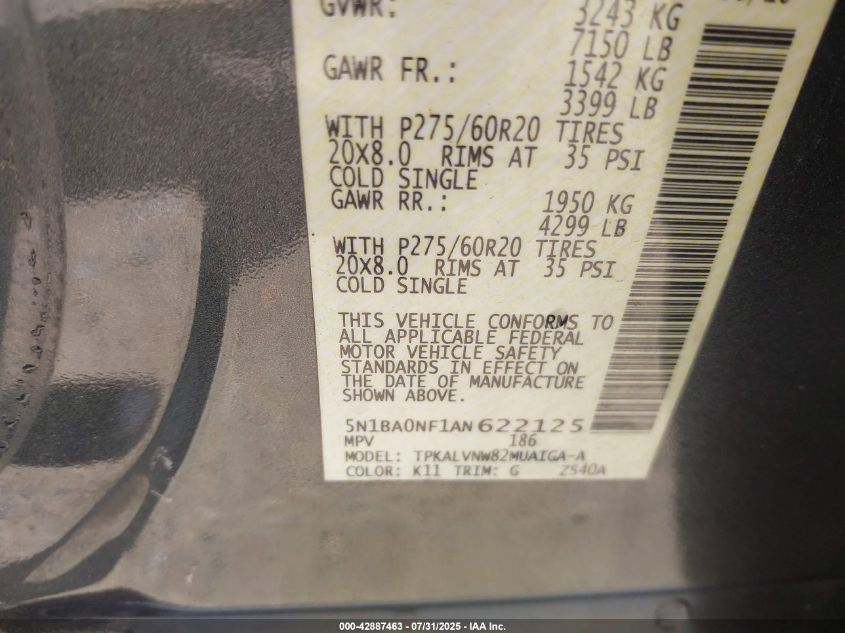 GVWR: 3243 KG
7150 LB
GAWR FR.: 1542 KG
3399 LB
WITH P275/60R20 TIRES
20X8.0 RIMS AT 35 PSI
COLD SINGLE
GAWR RR.: 1950 KG
4299 LB
WITH P275/60R20 TIRES
20X8.0 RIMS AT 35 PSI
COLD SINGLE
THIS VEHICLE CONFORMS TO
ALL APPLICABLE FEDERAL
MOTOR VEHICLE SAFETY
STANDARDS IN EFFECT ON
THE DATE OF MANUFACTURE
SHOWN ABOVE.
5N1BA0NF1AN 622125
MPV 186
MODEL: TPKALVNW82MUAIGA-A
COLOR: K11 TRIM: G ZS40A
000-42887463 - 07/31/2025 - IAA Inc.